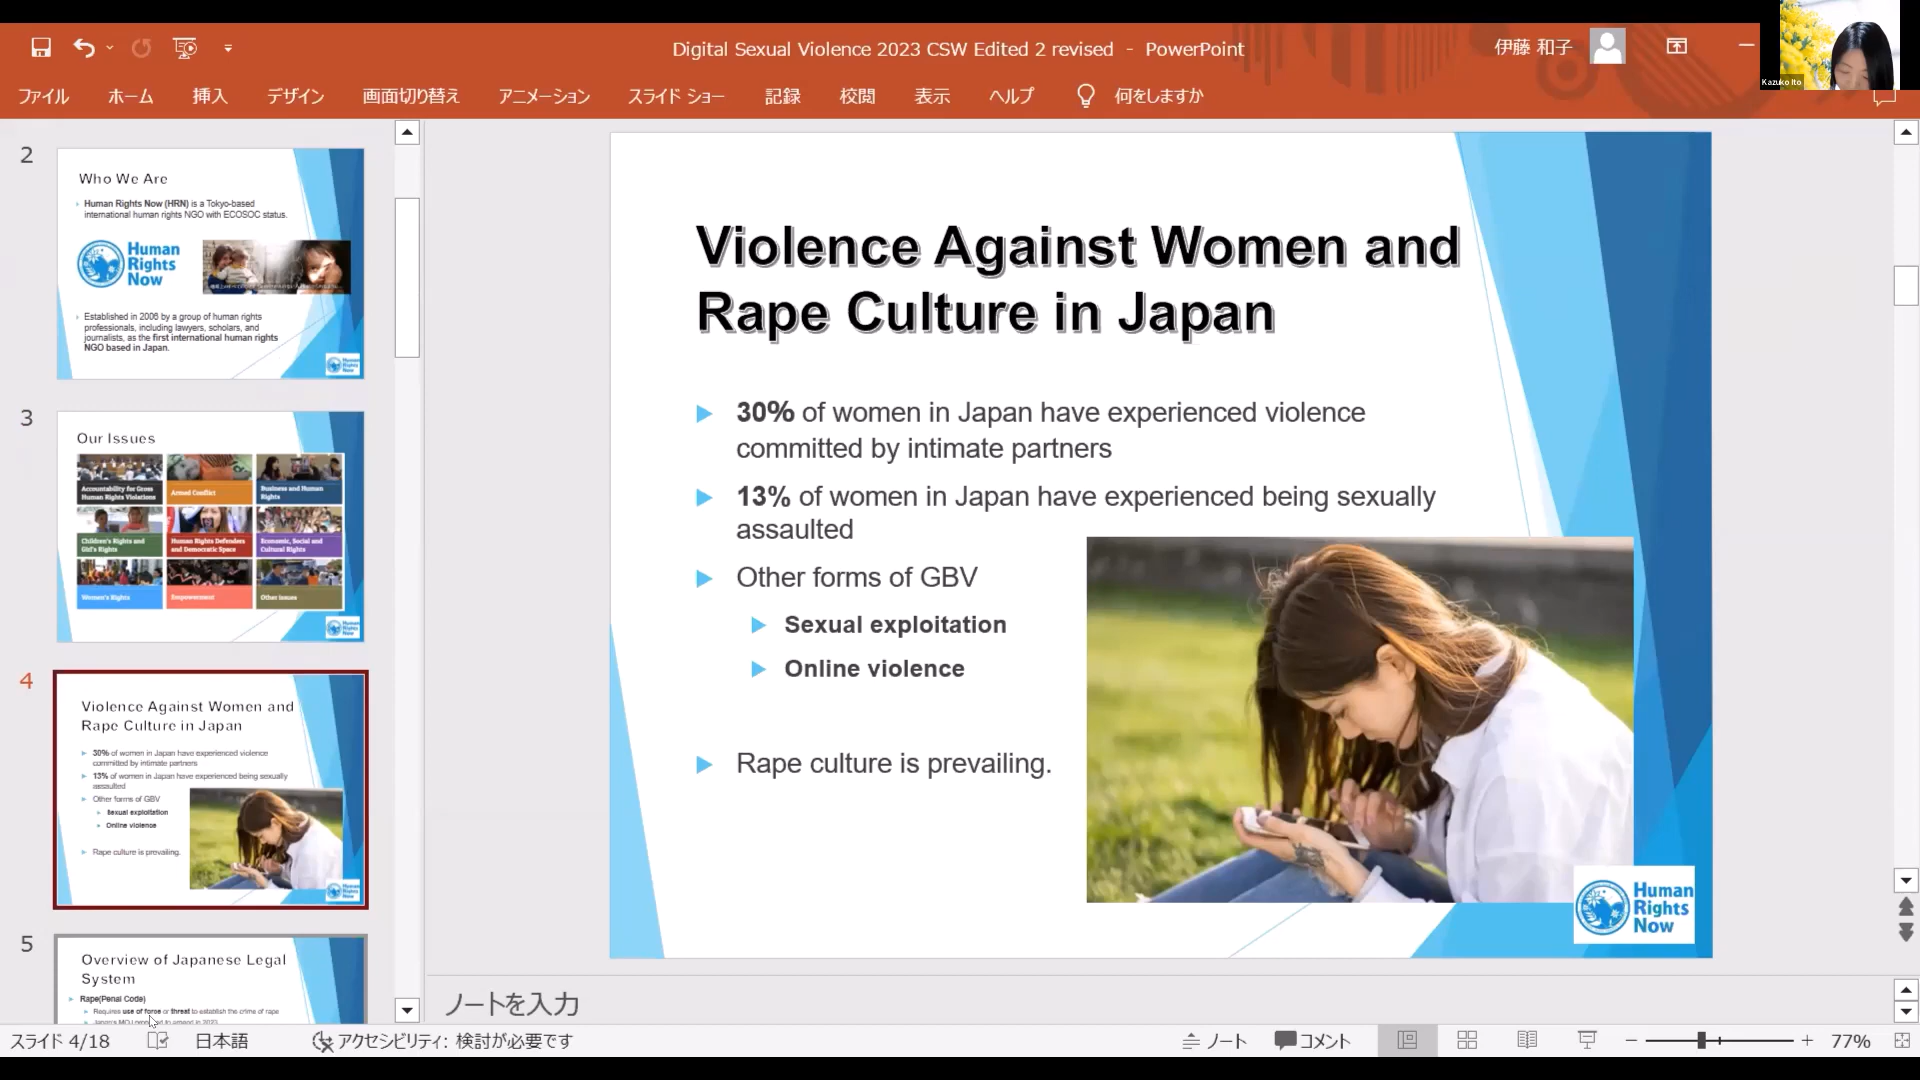 Digital Sexual Violence 2023 CSW Edited 2 revised - PowerPoint
伊藤 和子
Kazuko Ito
ファイル ホーム 挿入 デザイン 画面切り替え アニメーション スライド ショー 記録 校閲 表示 ヘルプ 何をしますか
2
Who We Are
Human Rights Now (HRN) is a Tokyo-based
international human rights NGO with ECOSOC status.
Human
Rights
Now
Established in 2006 by a group of human rights
professionals, including lawyers, scholars, and
journalists, as the first international human rights
NGO based in Japan.
Human
Rights
Now
3
Our Issues
Accountability for Gross
Human Rights Violations
Armed Conflict
Business and Human
Rights
Children's Rights and
Girl's Rights
Human Rights Defenders
and Democratic Space
Economic, Social and
Cultural Rights
Women's Rights
Empowerment
Other issues
Human
Rights
Now
4
Violence Against Women and
Rape Culture in Japan
30% of women in Japan have experienced violence
committed by intimate partners
13% of women in Japan have experienced being sexually
assaulted
Other forms of GBV
Sexual exploitation
Online violence
Rape culture is prevailing.
Human
Rights
Now
5
Overview of Japanese Legal
System
Rape(Penal Code)
Requires use of force or threat to establish the crime of rape
Violence Against Women and
Rape Culture in Japan
30% of women in Japan have experienced violence
committed by intimate partners
13% of women in Japan have experienced being sexually
assaulted
Other forms of GBV
Sexual exploitation
Online violence
Rape culture is prevailing.
Human
Rights
Now
ノートを入力
スライド 4/18 日本語 アクセシビリティ: 検討が必要です ノート コメント 77%